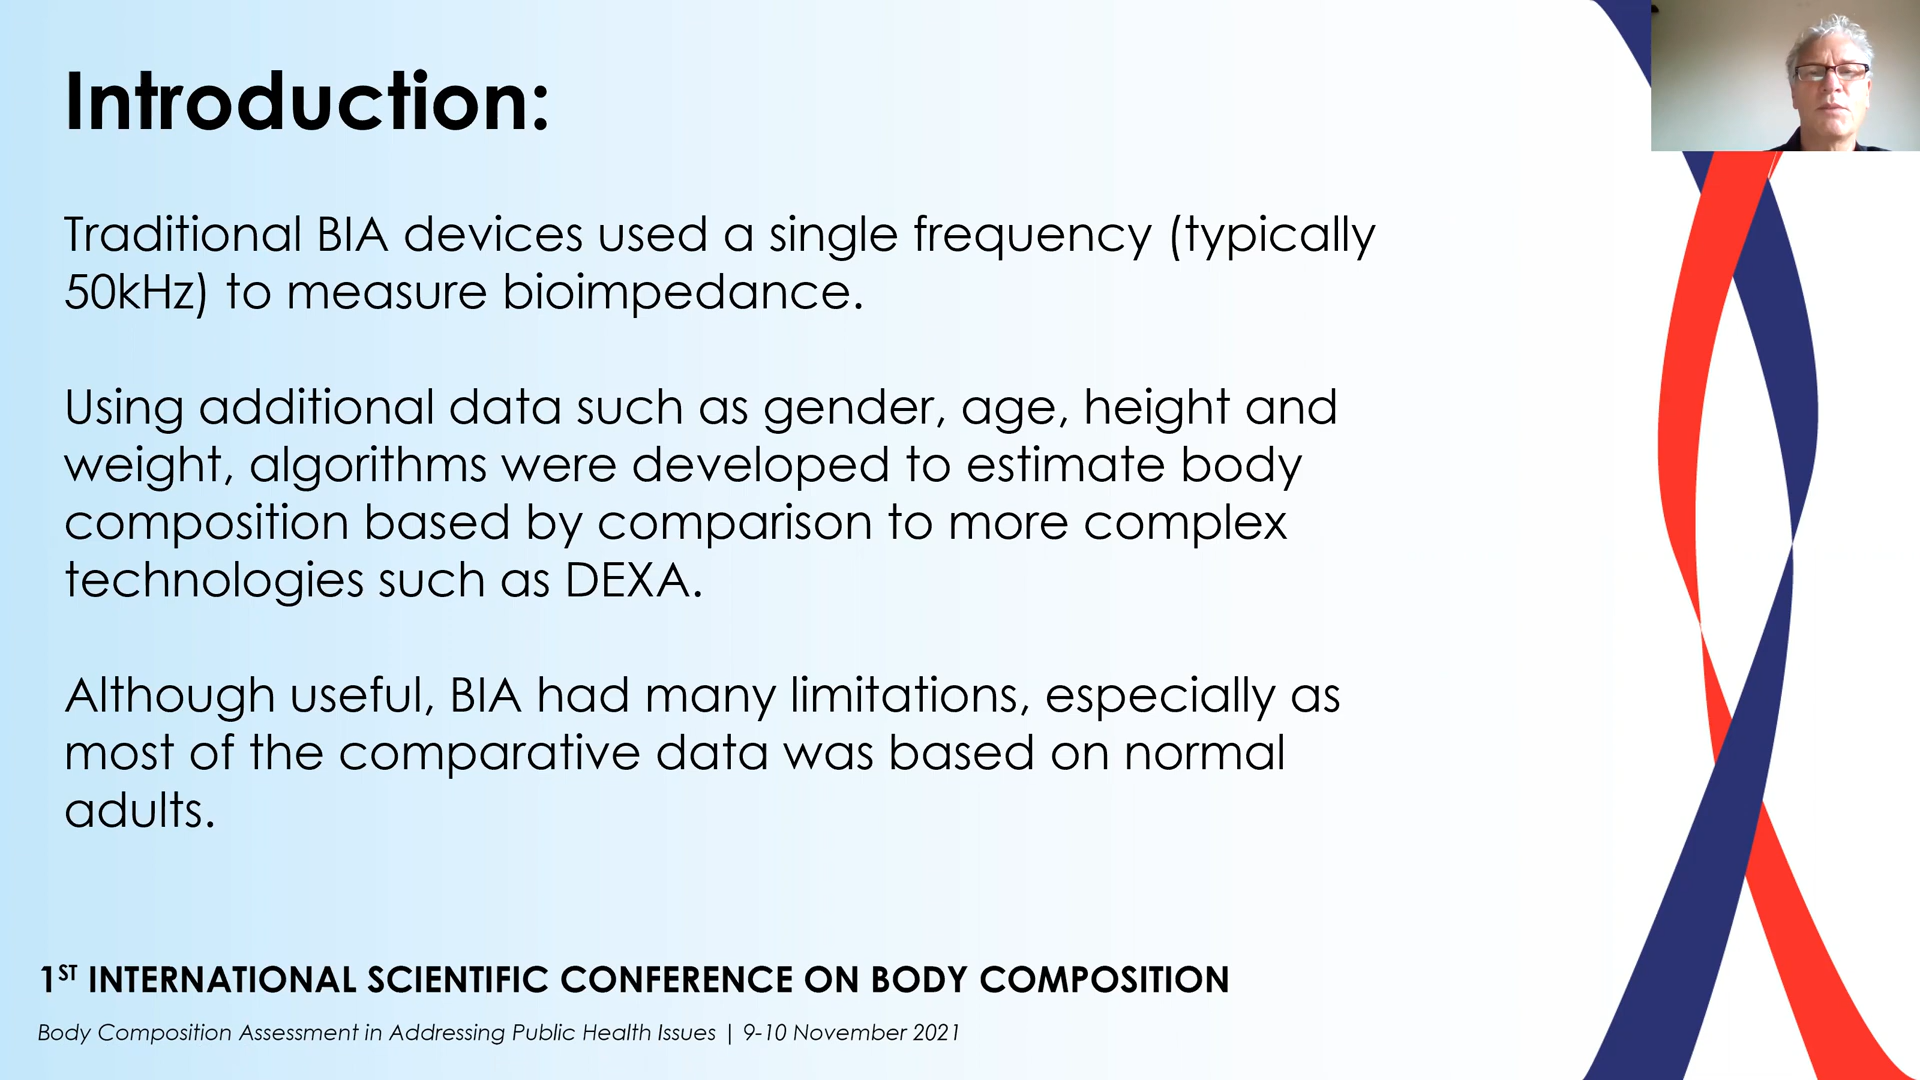 Introduction:
Traditional BIA devices used a single frequency (typically
50kHz) to measure bioimpedance.
Using additional data such as gender, age, height and
weight, algorithms were developed to estimate body
composition based by comparison to more complex
technologies such as DEXA.
Although useful, BIA had many limitations, especially as
most of the comparative data was based on normal
adults.
1ST INTERNATIONAL SCIENTIFIC CONFERENCE ON BODY COMPOSITION
Body Composition Assessment in Addressing Public Health Issues | 9-10 November 2021